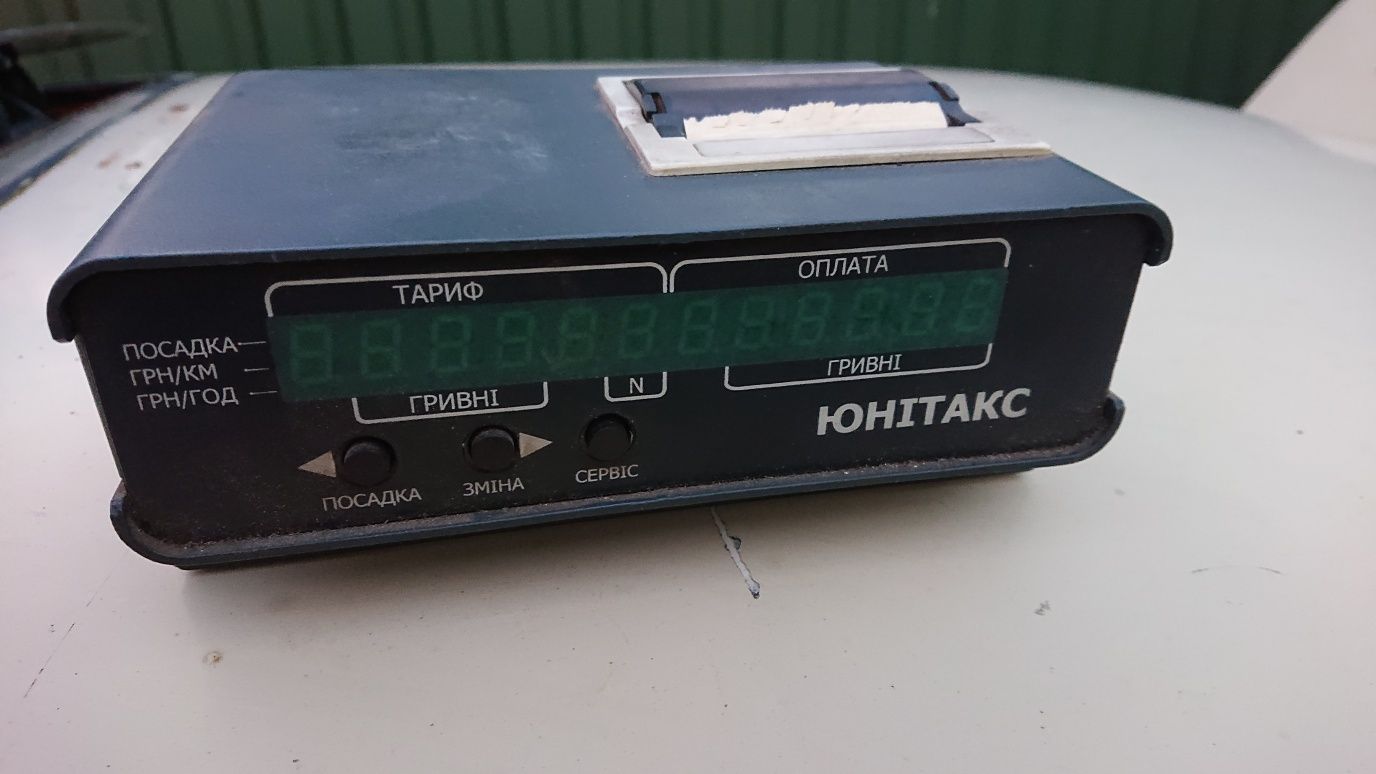 ТАРИФ
ОПЛАТА
ПОСАДКА
ГРН/КМ
ГРН/ГОД
ГРИВНІ
N
ГРИВНІ
ЮНІТАКС
ПОСАДКА
ЗМІНА
СЕРВІС